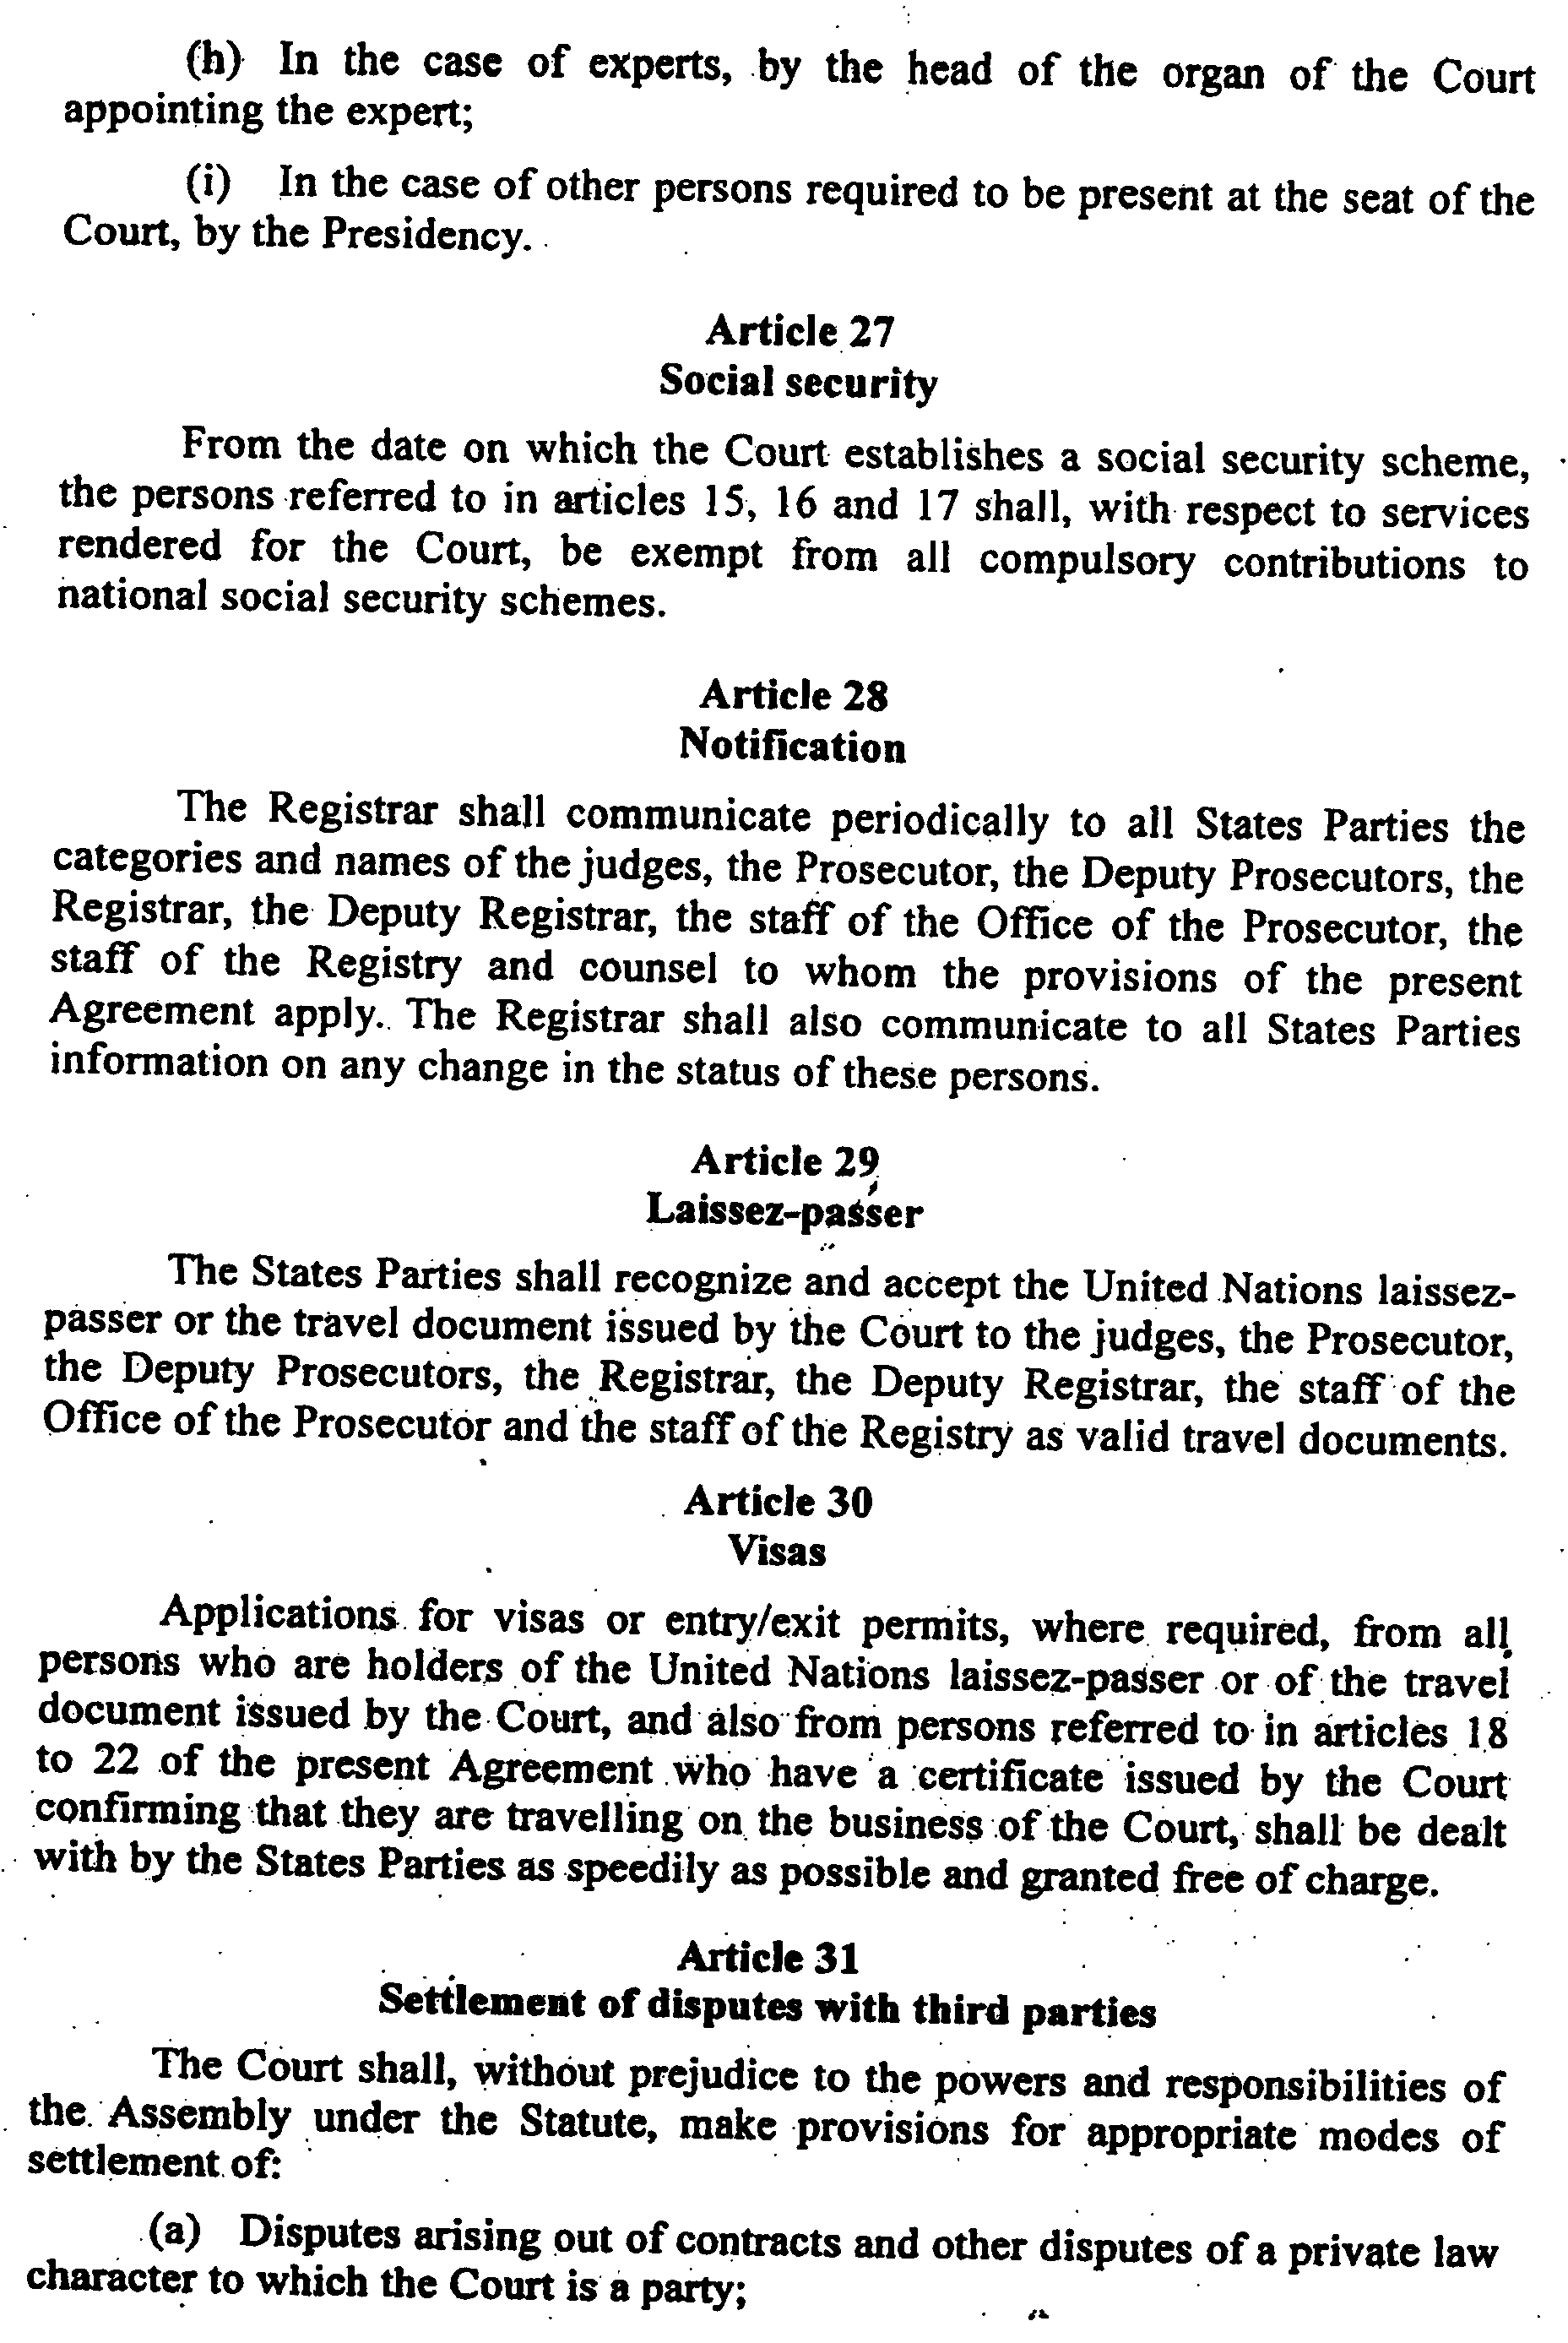 (h) In the case of experts, by the head of the organ of the Court
appointing the expert;
(i) In the case of other persons required to be present at the seat of the
Court, by the Presidency.
Article 27
Social security
From the date on which the Court establishes a social security scheme,
the persons referred to in articles 15, 16 and 17 shall, with respect to services
rendered for the Court, be exempt from all compulsory contributions to
national social security schemes.
Article 28
Notification
The Registrar shall communicate periodically to all States Parties the
categories and names of the judges, the Prosecutor, the Deputy Prosecutors, the
Registrar, the Deputy Registrar, the staff of the Office of the Prosecutor, the
staff of the Registry and counsel to whom the provisions of the present
Agreement apply. The Registrar shall also communicate to all States Parties
information on any change in the status of these persons.
Article 29
Laissez-passer
The States Parties shall recognize and accept the United Nations laissez-
passer or the travel document issued by the Court to the judges, the Prosecutor,
the Deputy Prosecutors, the Registrar, the Deputy Registrar, the staff of the
Office of the Prosecutor and the staff of the Registry as valid travel documents.
Article 30
Visas
Applications for visas or entry/exit permits, where required, from all
persons who are holders of the United Nations laissez-passer or of the travel
document issued by the Court, and also from persons referred to in articles 18
to 22 of the present Agreement who have a certificate issued by the Court
confirming that they are travelling on the business of the Court, shall be dealt
with by the States Parties as speedily as possible and granted free of charge.
Article 31
Settlement of disputes with third parties
The Court shall, without prejudice to the powers and responsibilities of
the Assembly under the Statute, make provisions for appropriate modes of
settlement of:
(a) Disputes arising out of contracts and other disputes of a private law
character to which the Court is a party;